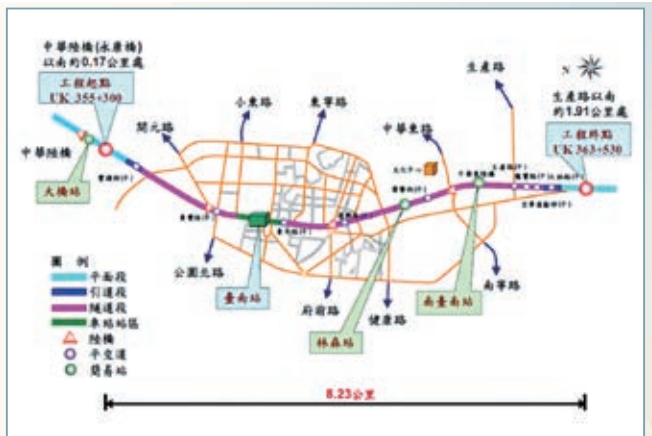 中華陸橋(永康橋)
以南約0.17公里處
工程起點
UK 355+300
中華陸橋
大橋站
開元路
小東路
東寧路
中華東路
生產路
N
生產路以南
約1.91公里處
工程終點
UK 363+530
公園北路
臺南站
府前路
林森站
健康路
南臺南站
南寧路
圖 例
平面段
引道段
隧道段
車站站區
陸橋
平交道
簡易站
8.23公里